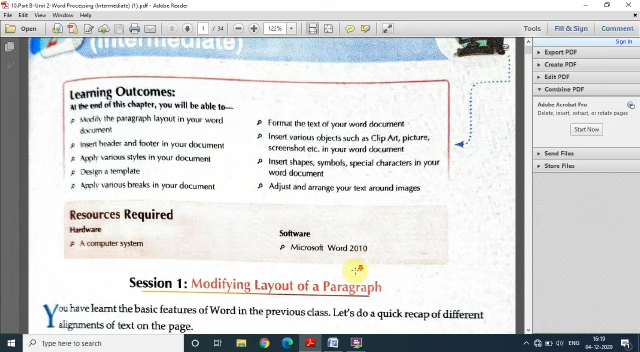 10.Part B-Unit 2-Word Processing (Intermediate) (1).pdf - Adobe Reader
File Edit View Window Help
Open
1 / 34
122%
Tools Fill & Sign Comment
Sign In
Export PDF
Create PDF
Edit PDF
Combine PDF
Adobe Acrobat Pro
Delete, insert, extract, or rotate pages
Start Now
Send Files
Store Files
(Intermediate)
Learning Outcomes:
At the end of this chapter, you will be able to—
Modify the paragraph layout in your word
document
Insert header and footer in your document
Apply various styles in your document
Design a template
Apply various breaks in your document
Format the text of your word document
Insert various objects such as Clip Art, picture,
screenshot etc. in your word document
Insert shapes, symbols, special characters in your
word document
Adjust and arrange your text around images
Resources Required
Hardware
A computer system
Software
Microsoft Word 2010
Session 1: Modifying Layout of a Paragraph
You have learnt the basic features of Word in the previous class. Let's do a quick recap of different
alignments of text on the page.
Type here to search
ENG
16:19
04-12-2020